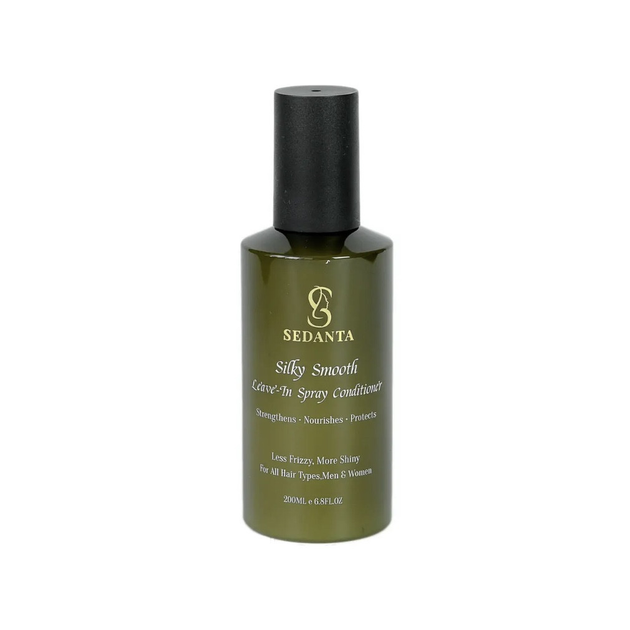 SEDANTA
Silky Smooth
Leave-In Spray Conditioner
Strengthens - Nourishes - Protects
Less Frizzy, More Shiny
For All Hair Types.Men & Women
200ML e 6.8FL.OZ